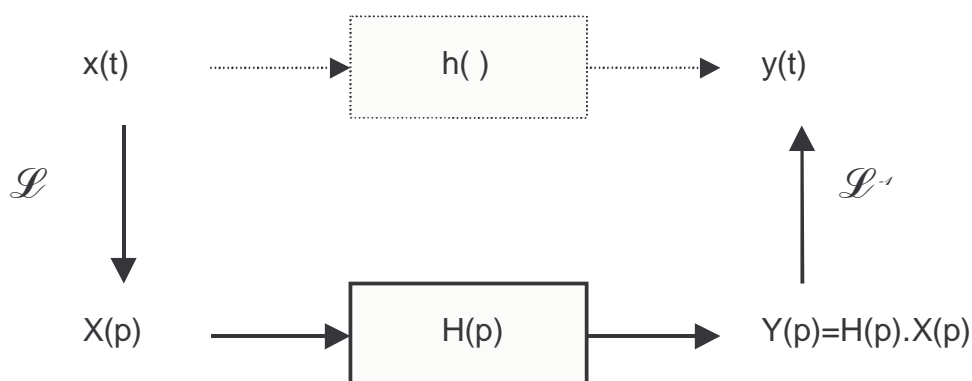 x(t) h( ) y(t)
ℒ ℒ⁻¹
X(p) H(p) Y(p)=H(p).X(p)